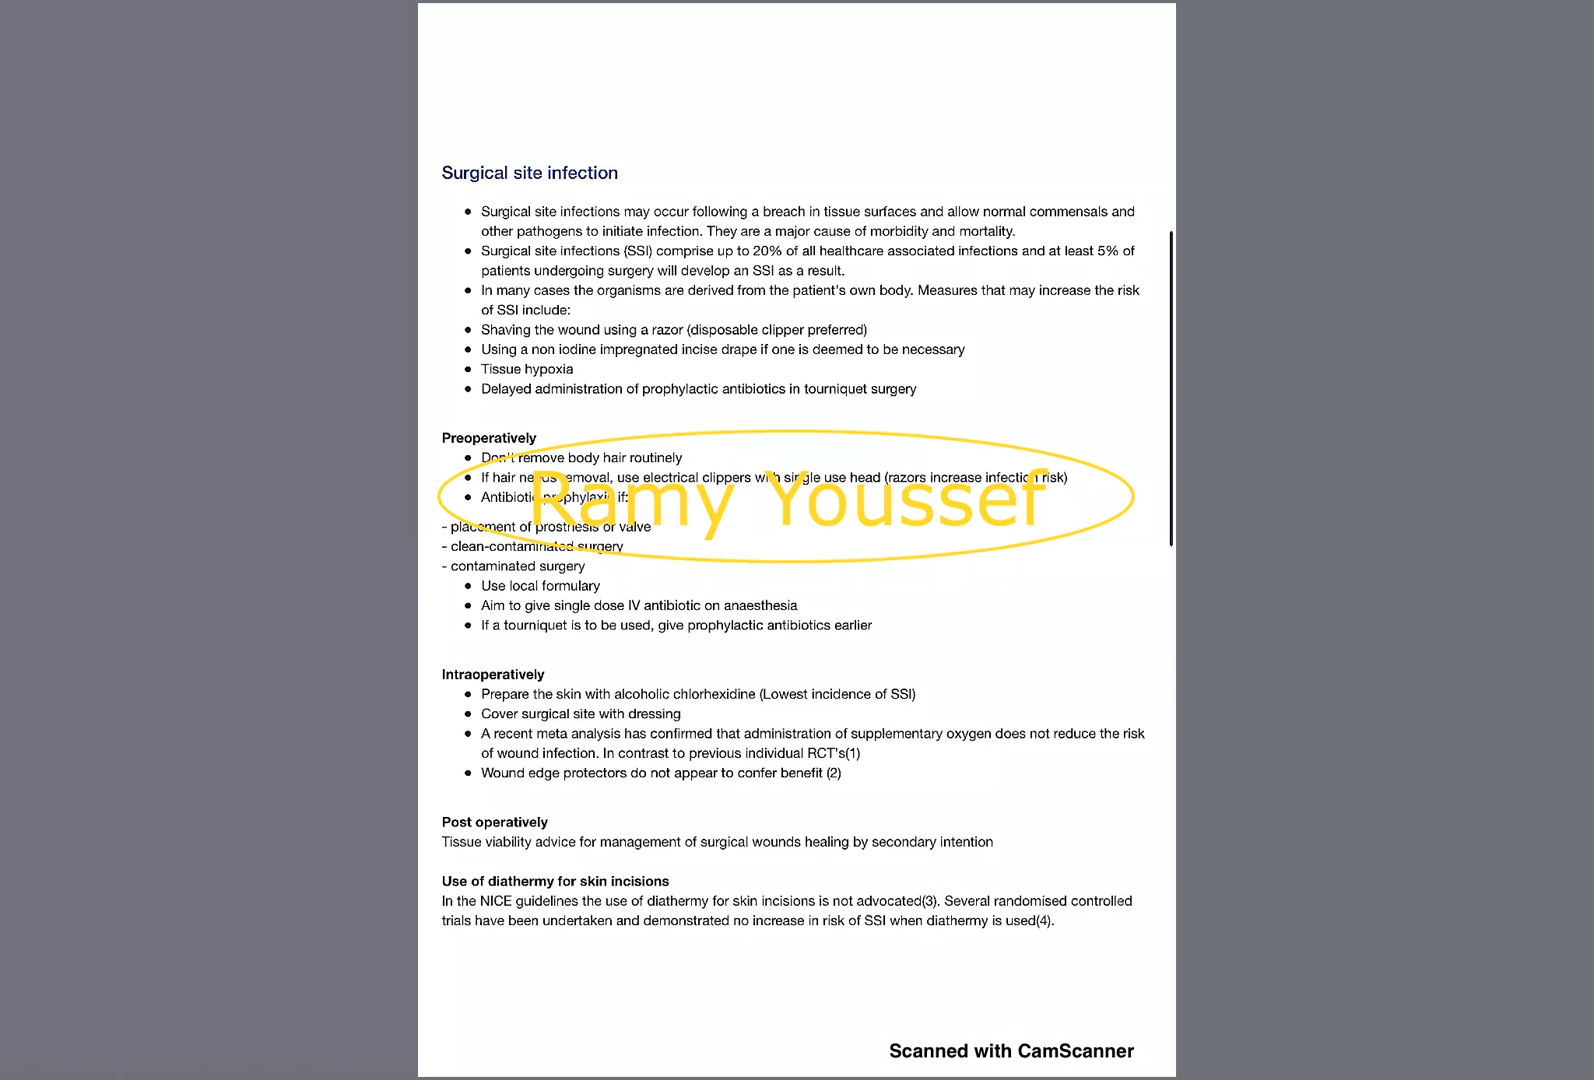 Surgical site infection
Surgical site infections may occur following a breach in tissue surfaces and allow normal commensals and
other pathogens to initiate infection. They are a major cause of morbidity and mortality.
Surgical site infections (SSI) comprise up to 20% of all healthcare associated infections and at least 5% of
patients undergoing surgery will develop an SSI as a result.
In many cases the organisms are derived from the patient's own body. Measures that may increase the risk
of SSI include:
Shaving the wound using a razor (disposable clipper preferred)
Using a non iodine impregnated incise drape if one is deemed to be necessary
Tissue hypoxia
Delayed administration of prophylactic antibiotics in tourniquet surgery
Preoperatively
Don't remove body hair routinely
If hair needs removal, use electrical clippers with single use head (razors increase infection risk)
Antibiotic prophylaxis if:
Ramy Youssef
- placement of prosthesis or valve
- clean-contaminated surgery
- contaminated surgery
Use local formulary
Aim to give single dose IV antibiotic on anaesthesia
If a tourniquet is to be used, give prophylactic antibiotics earlier
Intraoperatively
Prepare the skin with alcoholic chlorhexidine (Lowest incidence of SSI)
Cover surgical site with dressing
A recent meta analysis has confirmed that administration of supplementary oxygen does not reduce the risk
of wound infection. In contrast to previous individual RCT's(1)
Wound edge protectors do not appear to confer benefit (2)
Post operatively
Tissue viability advice for management of surgical wounds healing by secondary intention
Use of diathermy for skin incisions
In the NICE guidelines the use of diathermy for skin incisions is not advocated(3). Several randomised controlled
trials have been undertaken and demonstrated no increase in risk of SSI when diathermy is used(4).
Scanned with CamScanner